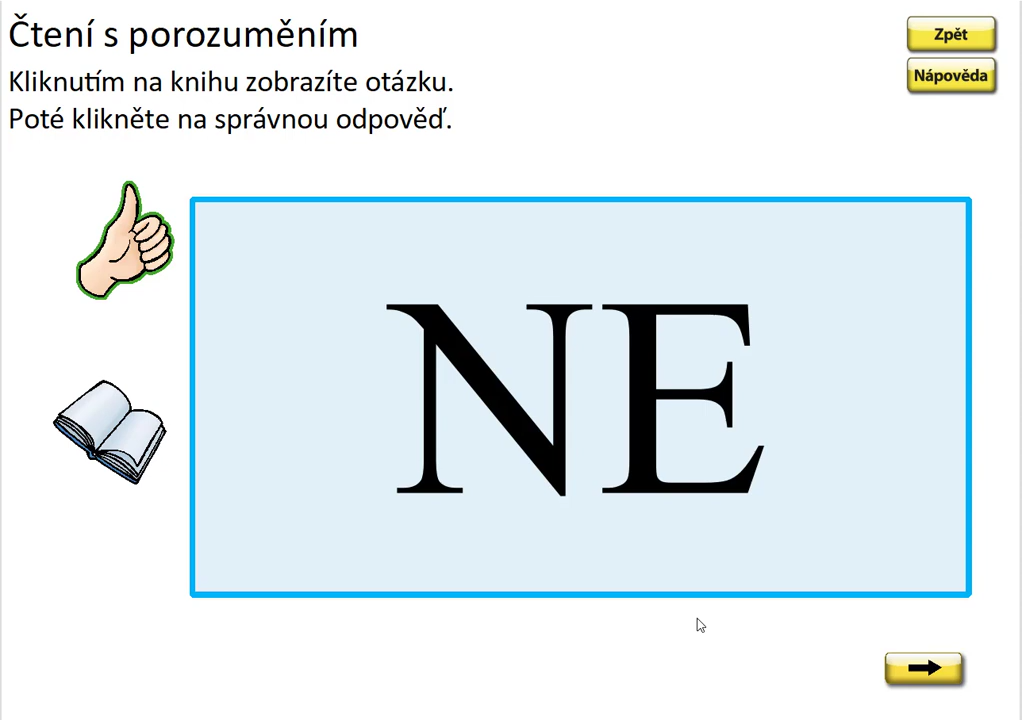 Čtení s porozuměním
Kliknutím na knihu zobrazíte otázku.
Poté klikněte na správnou odpověď.
Zpět
Nápověda
NE